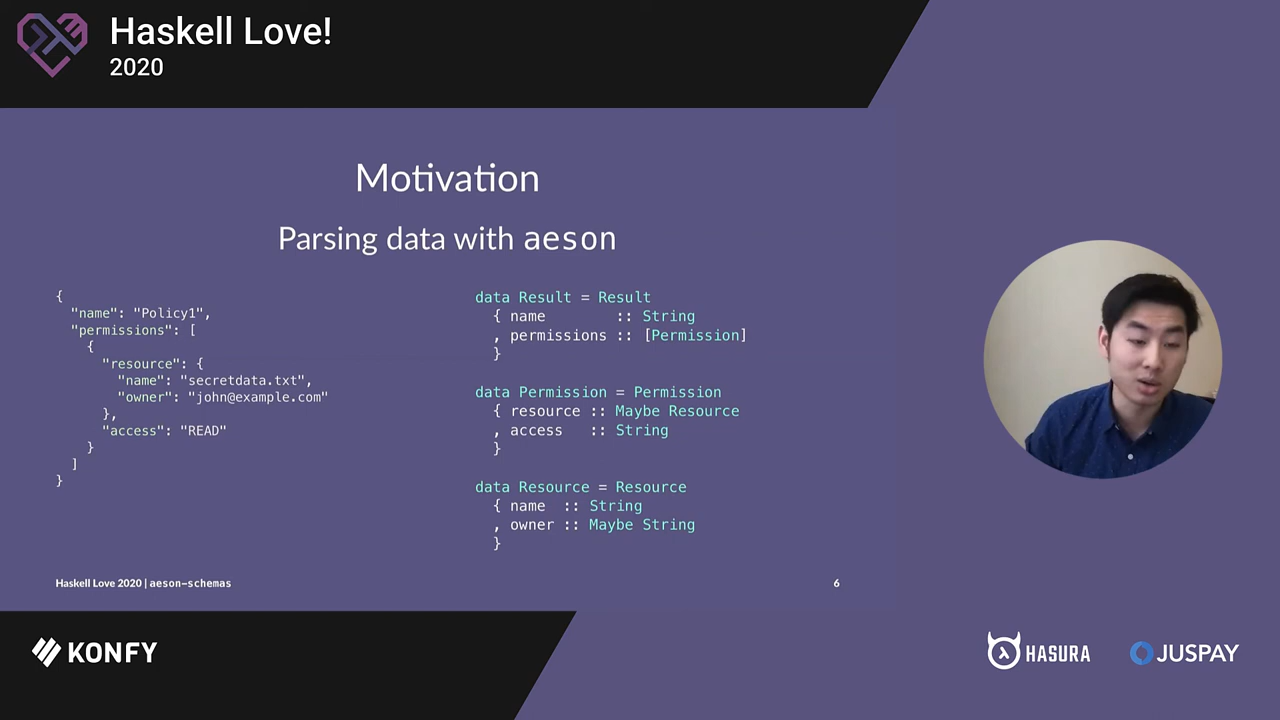 Haskell Love!
2020
Motivation
Parsing data with aeson
{
  "name": "Policy1",
  "permissions": [
    {
      "resource": {
        "name": "secretdata.txt",
        "owner": "john@example.com"
      },
      "access": "READ"
    }
  ]
}
data Result = Result
  { name        :: String
  , permissions :: [Permission]
  }
data Permission = Permission
  { resource :: Maybe Resource
  , access   :: String
  }
data Resource = Resource
  { name  :: String
  , owner :: Maybe String
  }
Haskell Love 2020 | aeson-schemas
6
KONFY
HASURA
JUSPAY